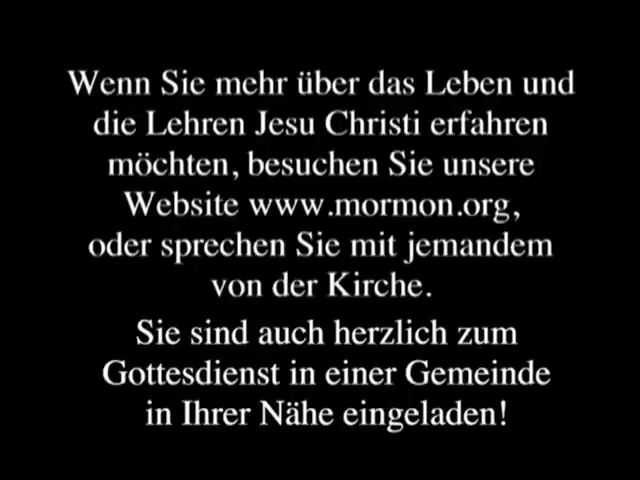 Wenn Sie mehr über das Leben und
die Lehren Jesu Christi erfahren
möchten, besuchen Sie unsere
Website www.mormon.org,
oder sprechen Sie mit jemandem
von der Kirche.
Sie sind auch herzlich zum
Gottesdienst in einer Gemeinde
in Ihrer Nähe eingeladen!